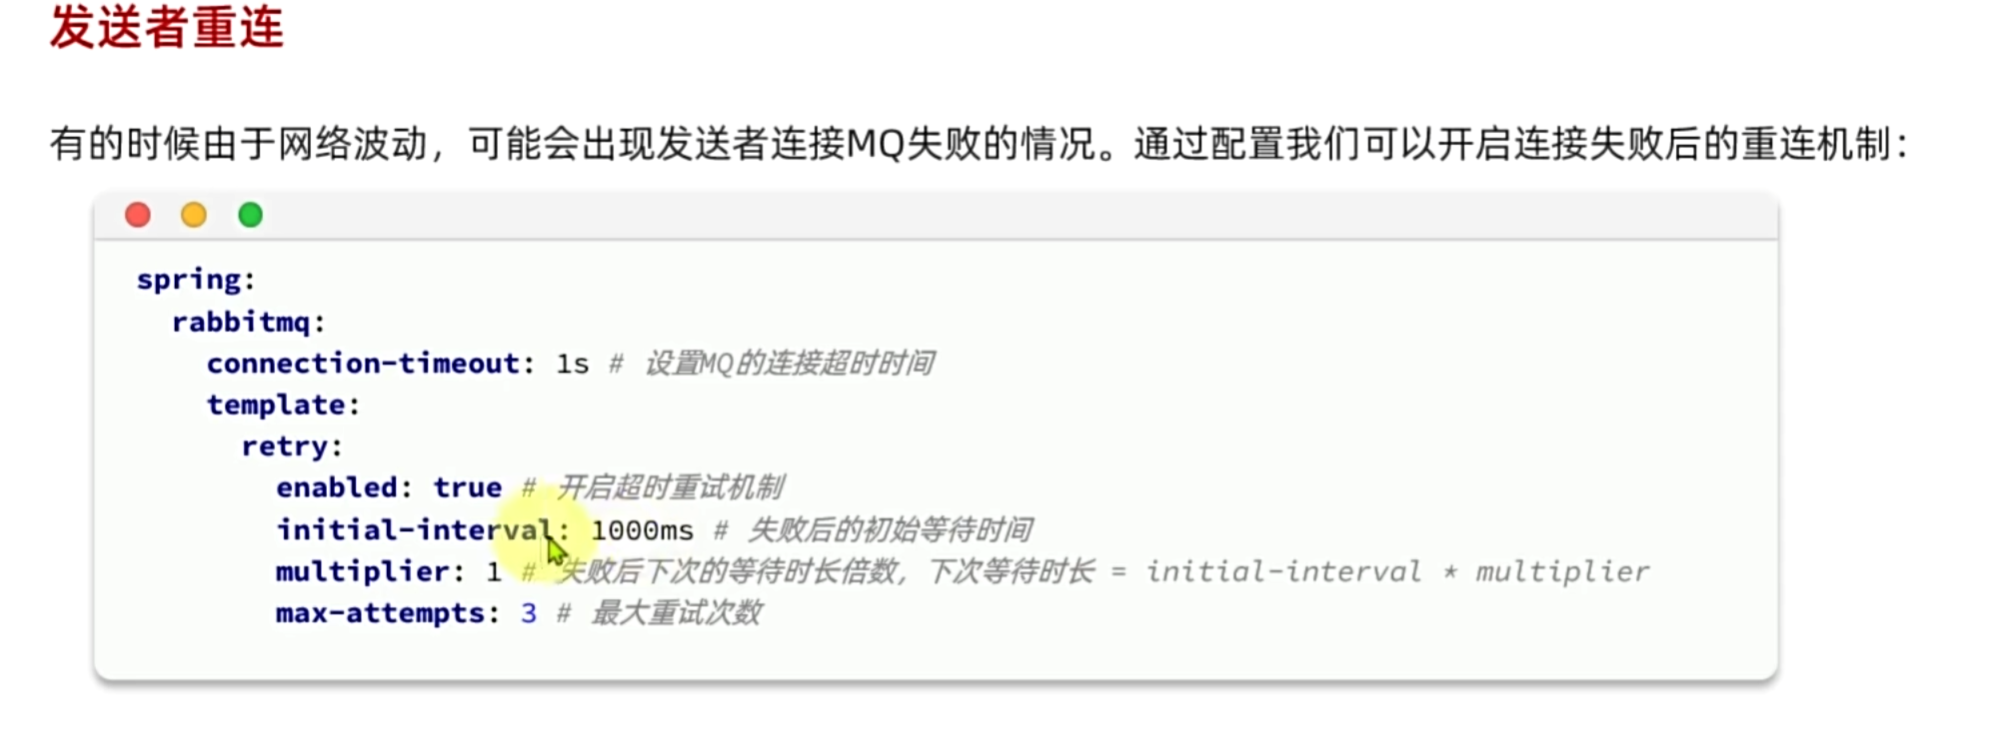 发送者重连
有的时候由于网络波动，可能会出现发送者连接MQ失败的情况。通过配置我们可以开启连接失败后的重连机制：
spring:
  rabbitmq:
    connection-timeout: 1s # 设置MQ的连接超时时间
    template:
      retry:
        enabled: true # 开启超时重试机制
        initial-interval: 1000ms # 失败后的初始等待时间
        multiplier: 1 # 失败后下次的等待时长倍数，下次等待时长 = initial-interval * multiplier
        max-attempts: 3 # 最大重试次数